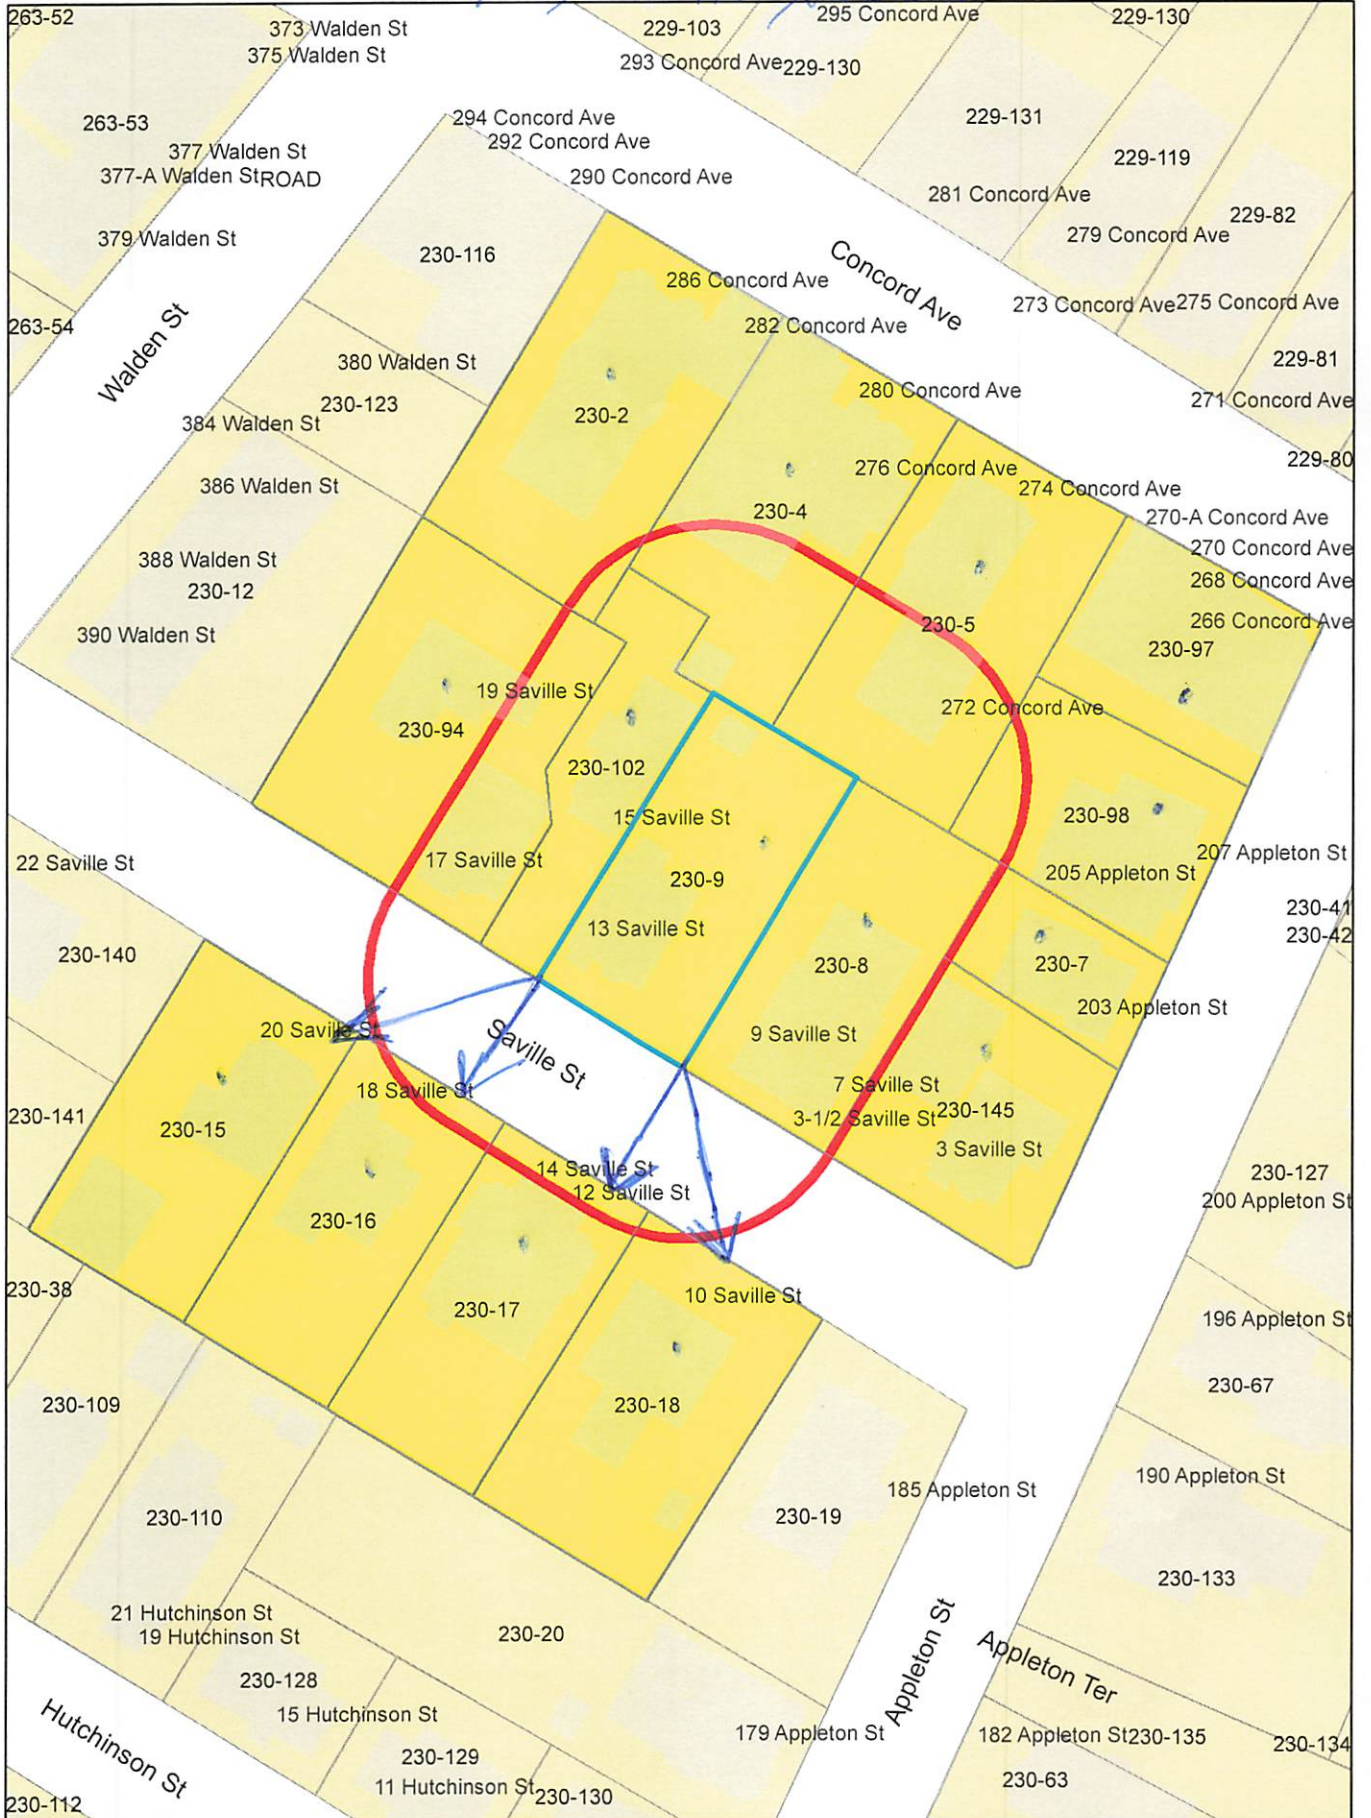 263-52
373 Walden St
375 Walden St
229-103
295 Concord Ave
229-130
293 Concord Ave
229-130
263-53
294 Concord Ave
292 Concord Ave
229-131
377 Walden St
377-A Walden St
ROAD
290 Concord Ave
229-119
281 Concord Ave
229-82
379 Walden St
279 Concord Ave
230-116
Concord Ave
286 Concord Ave
273 Concord Ave
275 Concord Ave
263-54
282 Concord Ave
Walden St
380 Walden St
229-81
280 Concord Ave
271 Concord Ave
230-123
230-2
384 Walden St
229-80
276 Concord Ave
386 Walden St
274 Concord Ave
230-4
270-A Concord Ave
270 Concord Ave
388 Walden St
268 Concord Ave
230-12
266 Concord Ave
230-5
390 Walden St
230-97
19 Saville St
272 Concord Ave
230-94
230-102
15 Saville St
230-98
207 Appleton St
17 Saville St
22 Saville St
205 Appleton St
230-9
230-41
13 Saville St
230-42
230-140
230-8
230-7
203 Appleton St
20 Saville St
9 Saville St
Saville St
18 Saville St
7 Saville St
230-141
3-1/2 Saville St
230-145
230-15
3 Saville St
14 Saville St
230-127
12 Saville St
200 Appleton St
230-16
230-38
10 Saville St
230-17
196 Appleton St
230-67
230-109
230-18
190 Appleton St
185 Appleton St
230-110
230-19
230-133
21 Hutchinson St
19 Hutchinson St
230-20
Appleton St
Appleton Ter
230-128
15 Hutchinson St
179 Appleton St
182 Appleton St
230-135
230-134
Hutchinson St
230-129
230-63
11 Hutchinson St
230-130
230-112